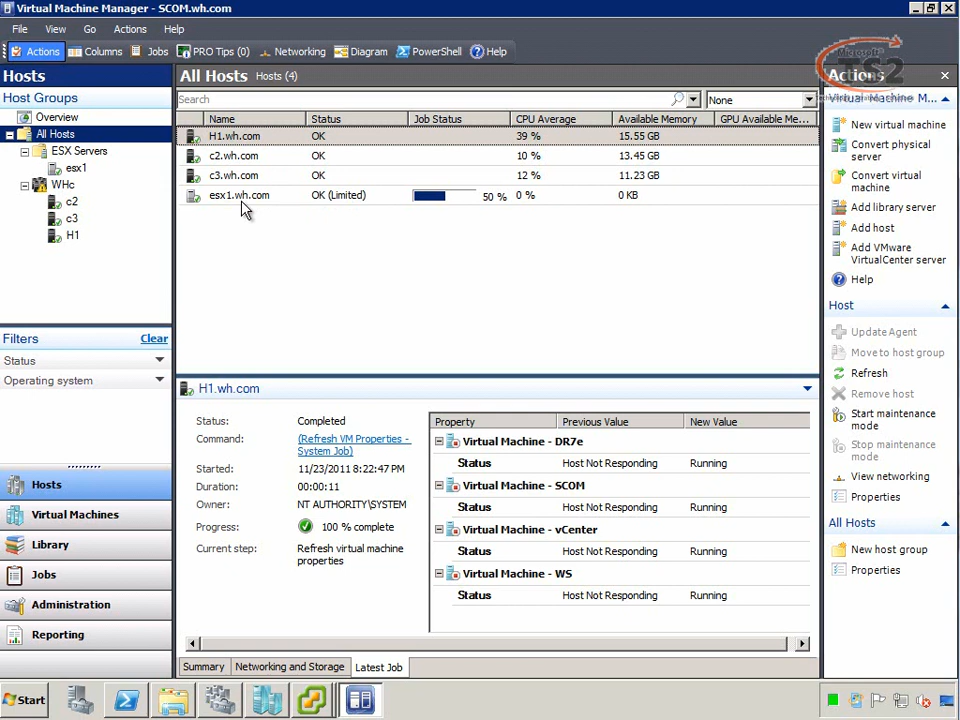 Virtual Machine Manager - SCOM.wh.com
File View Go Actions Help
Actions Columns Jobs PRO Tips (0) Networking Diagram PowerShell Help
Hosts
Host Groups
Overview
All Hosts
ESX Servers
esx1
WHc
c2
c3
H1
Filters
Clear
Status
Operating system
Hosts
Virtual Machines
Library
Jobs
Administration
Reporting
All Hosts Hosts (4)
Search
None
Name Status Job Status CPU Average Available Memory GPU Available Me...
H1.wh.com OK 39 % 15.55 GB
c2.wh.com OK 10 % 13.45 GB
c3.wh.com OK 12 % 11.23 GB
esx1.wh.com OK (Limited) 50 % 0 % 0 KB
H1.wh.com
Status: Completed
Command: (Refresh VM Properties -
System Job)
Started: 11/23/2011 8:22:47 PM
Duration: 00:00:11
Owner: NT AUTHORITY\SYSTEM
Progress: 100 % complete
Current step: Refresh virtual machine
properties
Property Previous Value New Value
Virtual Machine - DR7e
Status Host Not Responding Running
Virtual Machine - SCOM
Status Host Not Responding Running
Virtual Machine - vCenter
Status Host Not Responding Running
Virtual Machine - WS
Status Host Not Responding Running
Summary Networking and Storage Latest Job
Microsoft
TS2
Actions
Virtual Machine M...
New virtual machine
Convert physical
server
Convert virtual
machine
Add library server
Add host
Add VMware
VirtualCenter server
Help
Host
Update Agent
Move to host group
Refresh
Remove host
Start maintenance
mode
Stop maintenance
mode
View networking
Properties
All Hosts
New host group
Properties
Start